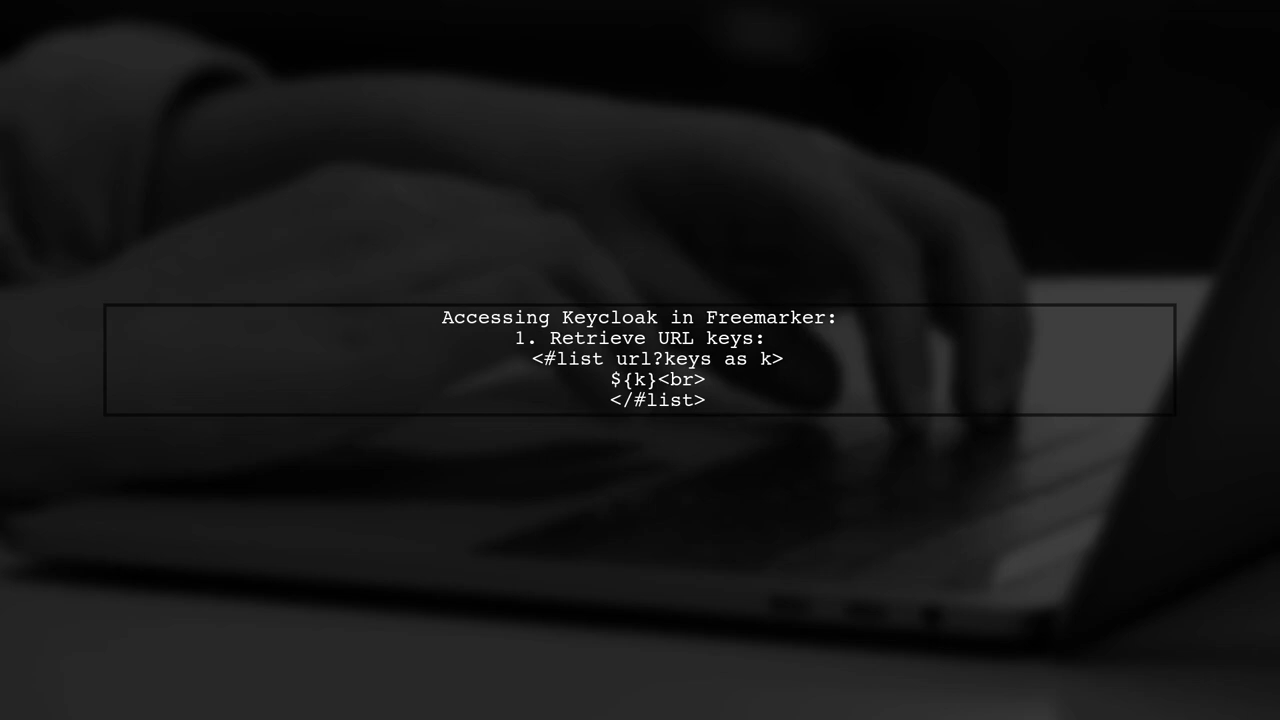 Accessing Keycloak in Freemarker:
1. Retrieve URL keys:
<#list url?keys as k>
${k}<br>
</#list>